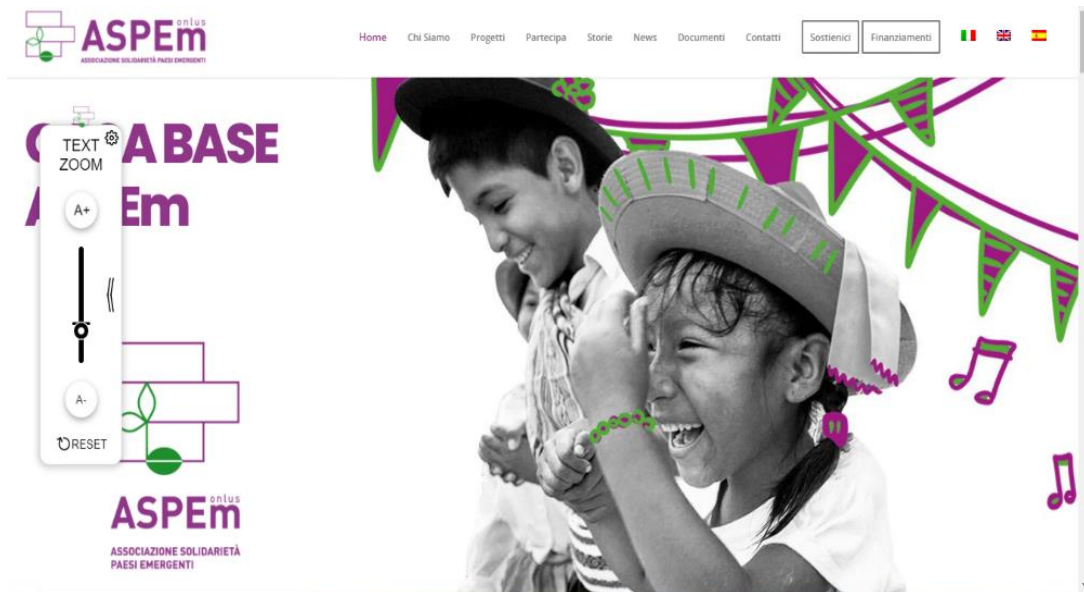 ASPEm onlus
ASSOCIAZIONE SOLIDARIETÀ PAESI EMERGENTI
Home Chi Siamo Progetti Partecipa Storie News Documenti Contatti Sostienici Finanziamenti
A BASE
Em
TEXT
ZOOM
A+
A-
RESET
ASPEm onlus
ASSOCIAZIONE SOLIDARIETÀ
PAESI EMERGENTI